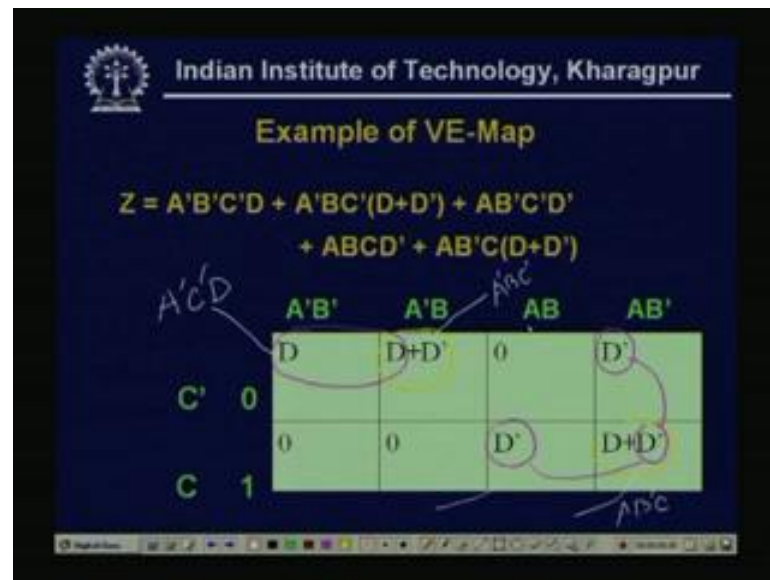 Indian Institute of Technology, Kharagpur
Example of VE-Map
Z = A'B'C'D + A'BC'(D+D') + AB'C'D'
+ ABCD' + AB'C(D+D')
A'C'D
A'BC'
A'B' A'B AB AB'
C' 0 D D+D' 0 D'
C 1 0 0 D' D+D'
AB'C